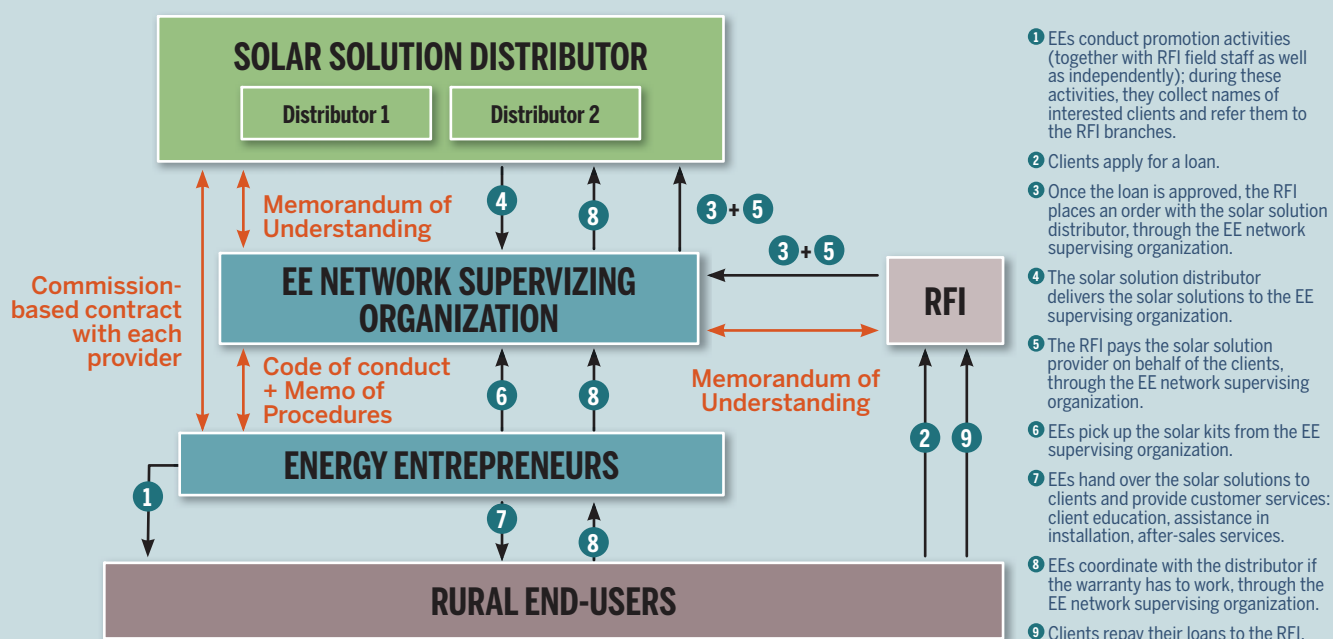 SOLAR SOLUTION DISTRIBUTOR
Distributor 1
Distributor 2
Memorandum of
Understanding
4
8
3+5
3+5
Commission-
based contract
with each
provider
EE NETWORK SUPERVIZING
ORGANIZATION
RFI
Code of conduct
+ Memo of
Procedures
6
8
Memorandum of
Understanding
2
9
ENERGY ENTREPRENEURS
1
7
8
RURAL END-USERS
1 EEs conduct promotion activities
(together with RFI field staff as well
as independently); during these
activities, they collect names of
interested clients and refer them to
the RFI branches.
2 Clients apply for a loan.
3 Once the loan is approved, the RFI
places an order with the solar solution
distributor, through the EE network
supervising organization.
4 The solar solution distributor
delivers the solar solutions to the EE
supervising organization.
5 The RFI pays the solar solution
provider on behalf of the clients,
through the EE network supervising
organization.
6 EEs pick up the solar kits from the EE
supervising organization.
7 EEs hand over the solar solutions to
clients and provide customer services:
client education, assistance in
installation, after-sales services.
8 EEs coordinate with the distributor if
the warranty has to work, through the
EE network supervising organization.
9 Clients repay their loans to the RFI.